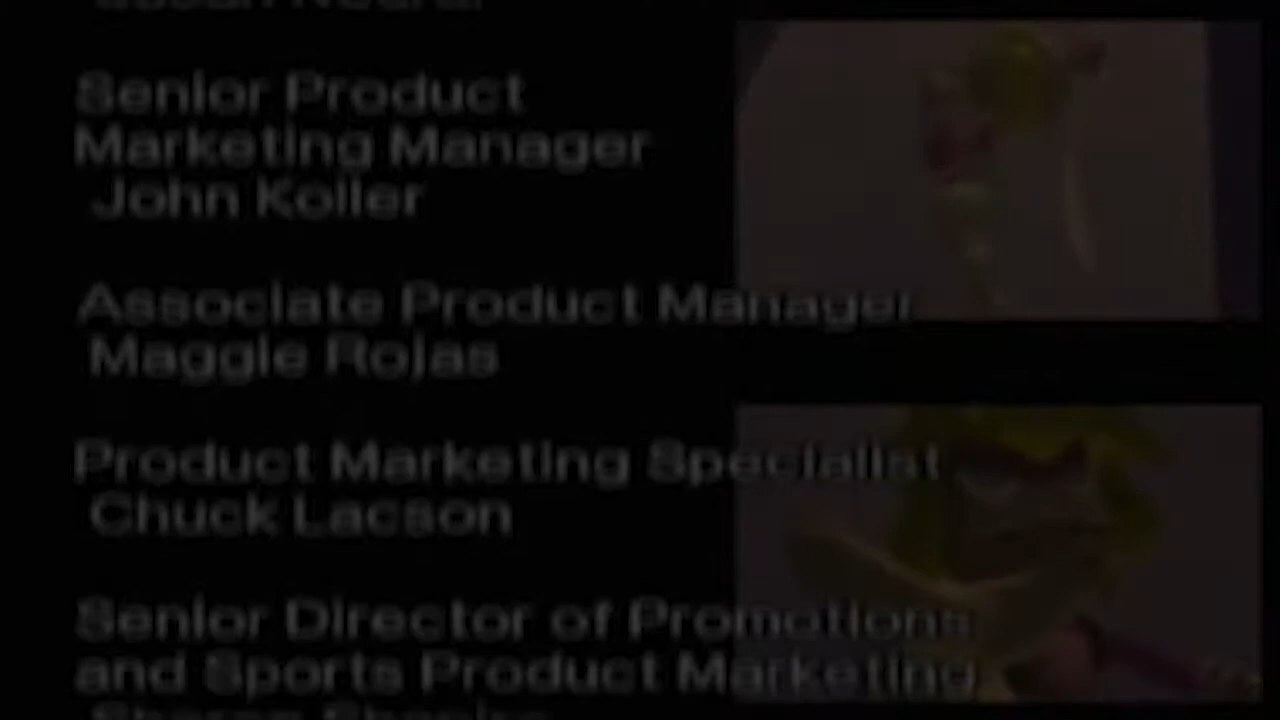 Senior Product
Marketing Manager
John Koller
Associate Product Manager
Maggie Rojas
Product Marketing Specialist
Chuck Lacson
Senior Director of Promotions
and Sports Product Marketing